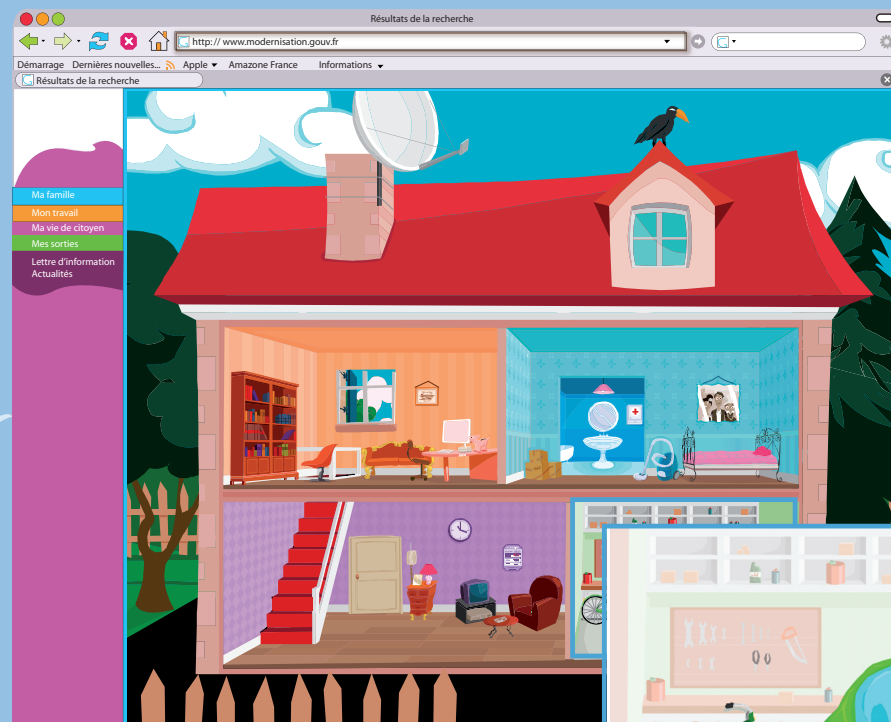 Résultats de la recherche
http:// www.modernisation.gouv.fr
Démarrage Dernières nouvelles... Apple Amazone France Informations
Résultats de la recherche
Ma famille
Mon travail
Ma vie de citoyen
Mes sorties
Lettre d'information
Actualités